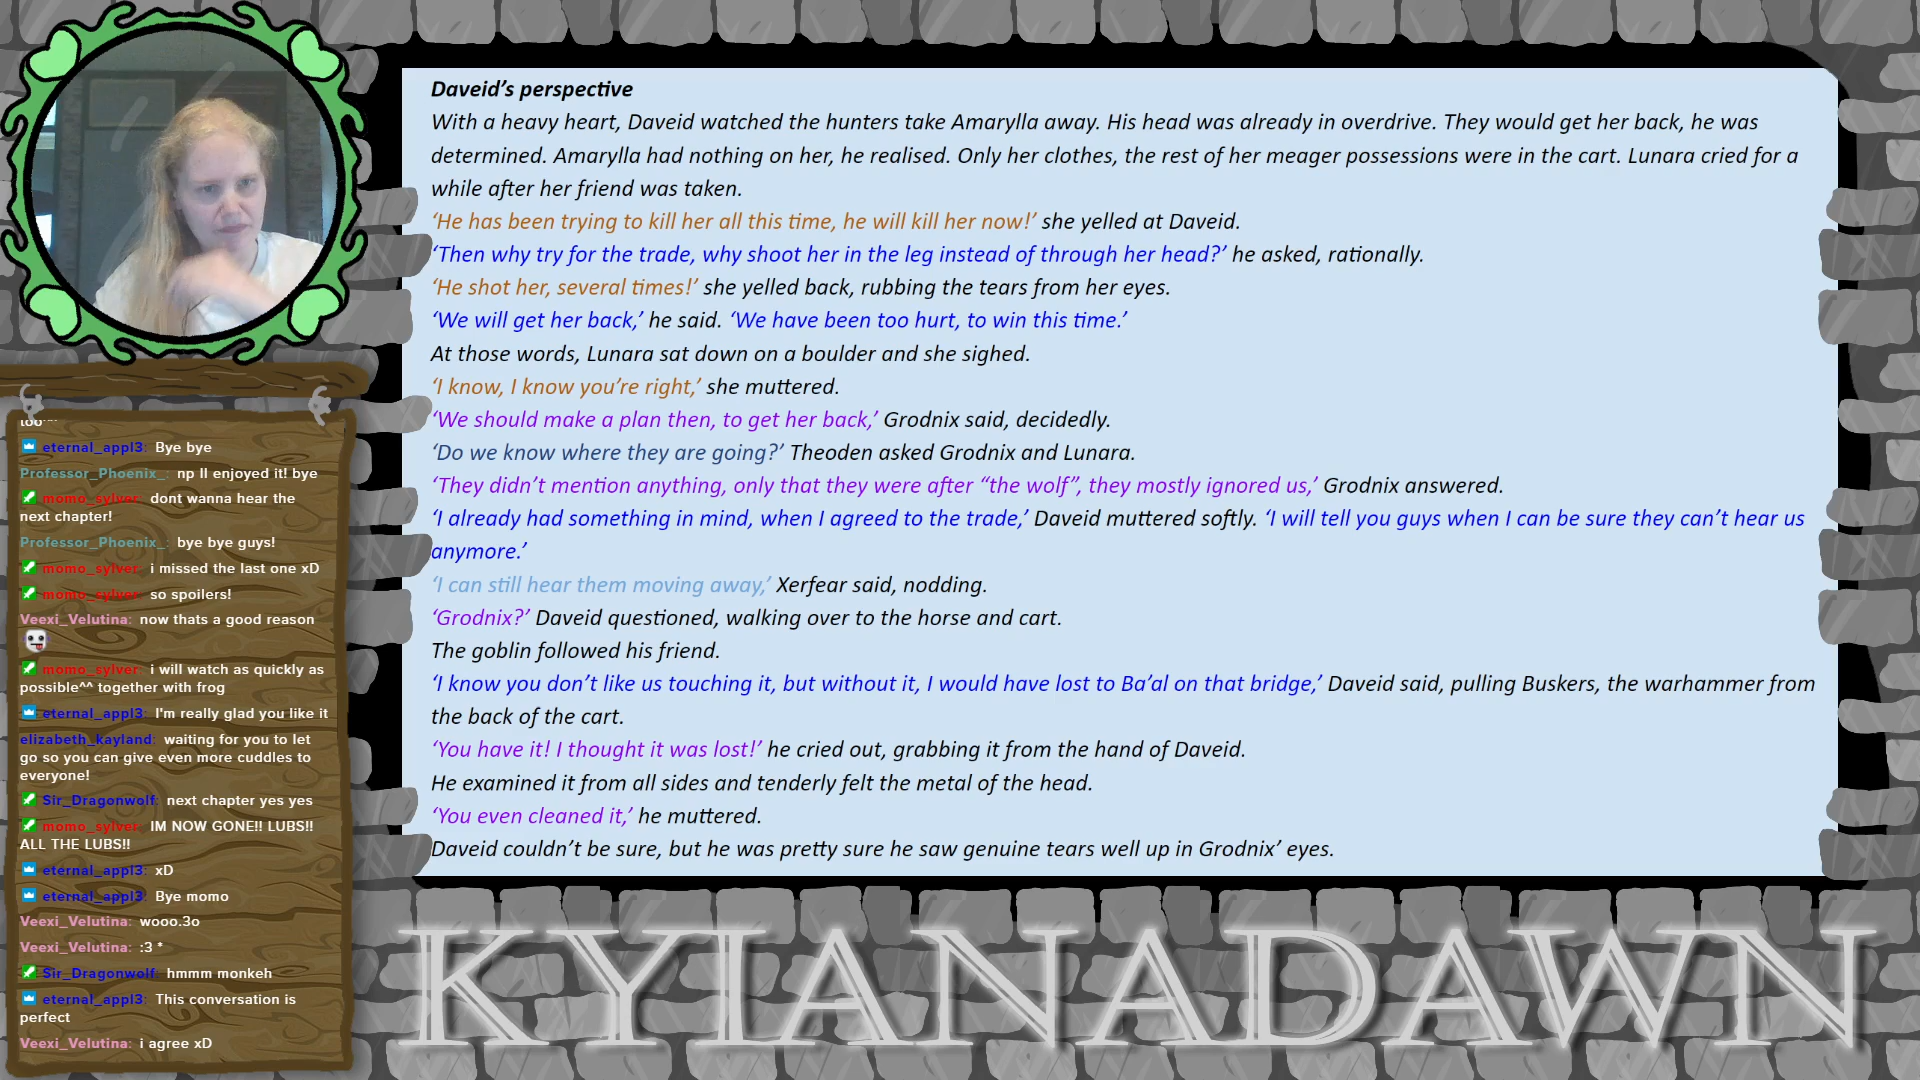 Daveid’s perspective
With a heavy heart, Daveid watched the hunters take Amarylla away. His head was already in overdrive. They would get her back, he was
determined. Amarylla had nothing on her, he realised. Only her clothes, the rest of her meager possessions were in the cart. Lunara cried for a
while after her friend was taken.
‘He has been trying to kill her all this time, he will kill her now!’ she yelled at Daveid.
‘Then why try for the trade, why shoot her in the leg instead of through her head?’ he asked, rationally.
‘He shot her, several times!’ she yelled back, rubbing the tears from her eyes.
‘We will get her back,’ he said. ‘We have been too hurt, to win this time.’
At those words, Lunara sat down on a boulder and she sighed.
‘I know, I know you’re right,’ she muttered.
‘We should make a plan then, to get her back,’ Grodnix said, decidedly.
‘Do we know where they are going?’ Theoden asked Grodnix and Lunara.
‘They didn’t mention anything, only that they were after “the wolf”, they mostly ignored us,’ Grodnix answered.
‘I already had something in mind, when I agreed to the trade,’ Daveid muttered softly. ‘I will tell you guys when I can be sure they can’t hear us
anymore.’
‘I can still hear them moving away,’ Xerfear said, nodding.
‘Grodnix?’ Daveid questioned, walking over to the horse and cart.
The goblin followed his friend.
‘I know you don’t like us touching it, but without it, I would have lost to Ba’al on that bridge,’ Daveid said, pulling Buskers, the warhammer from
the back of the cart.
‘You have it! I thought it was lost!’ he cried out, grabbing it from the hand of Daveid.
He examined it from all sides and tenderly felt the metal of the head.
‘You even cleaned it,’ he muttered.
Daveid couldn’t be sure, but he was pretty sure he saw genuine tears well up in Grodnix’ eyes.
eternal_appl3: Bye bye
Professor_Phoenix_: np ll enjoyed it! bye
momo_sylver: dont wanna hear the
next chapter!
Professor_Phoenix_: bye bye guys!
momo_sylver: i missed the last one xD
momo_sylver: so spoilers!
Veexi_Velutina: now thats a good reason
momo_sylver: i will watch as quickly as
possible^^ together with frog
eternal_appl3: I'm really glad you like it
elizabeth_kayland: waiting for you to let
go so you can give even more cuddles to
everyone!
Sir_Dragonwolf: next chapter yes yes
momo_sylver: IM NOW GONE!! LUBS!!
ALL THE LUBS!!
eternal_appl3: xD
eternal_appl3: Bye momo
Veexi_Velutina: wooo.3o
Veexi_Velutina: :3 *
Sir_Dragonwolf: hmmm monkeh
eternal_appl3: This conversation is
perfect
Veexi_Velutina: i agree xD
KYIANADAWN